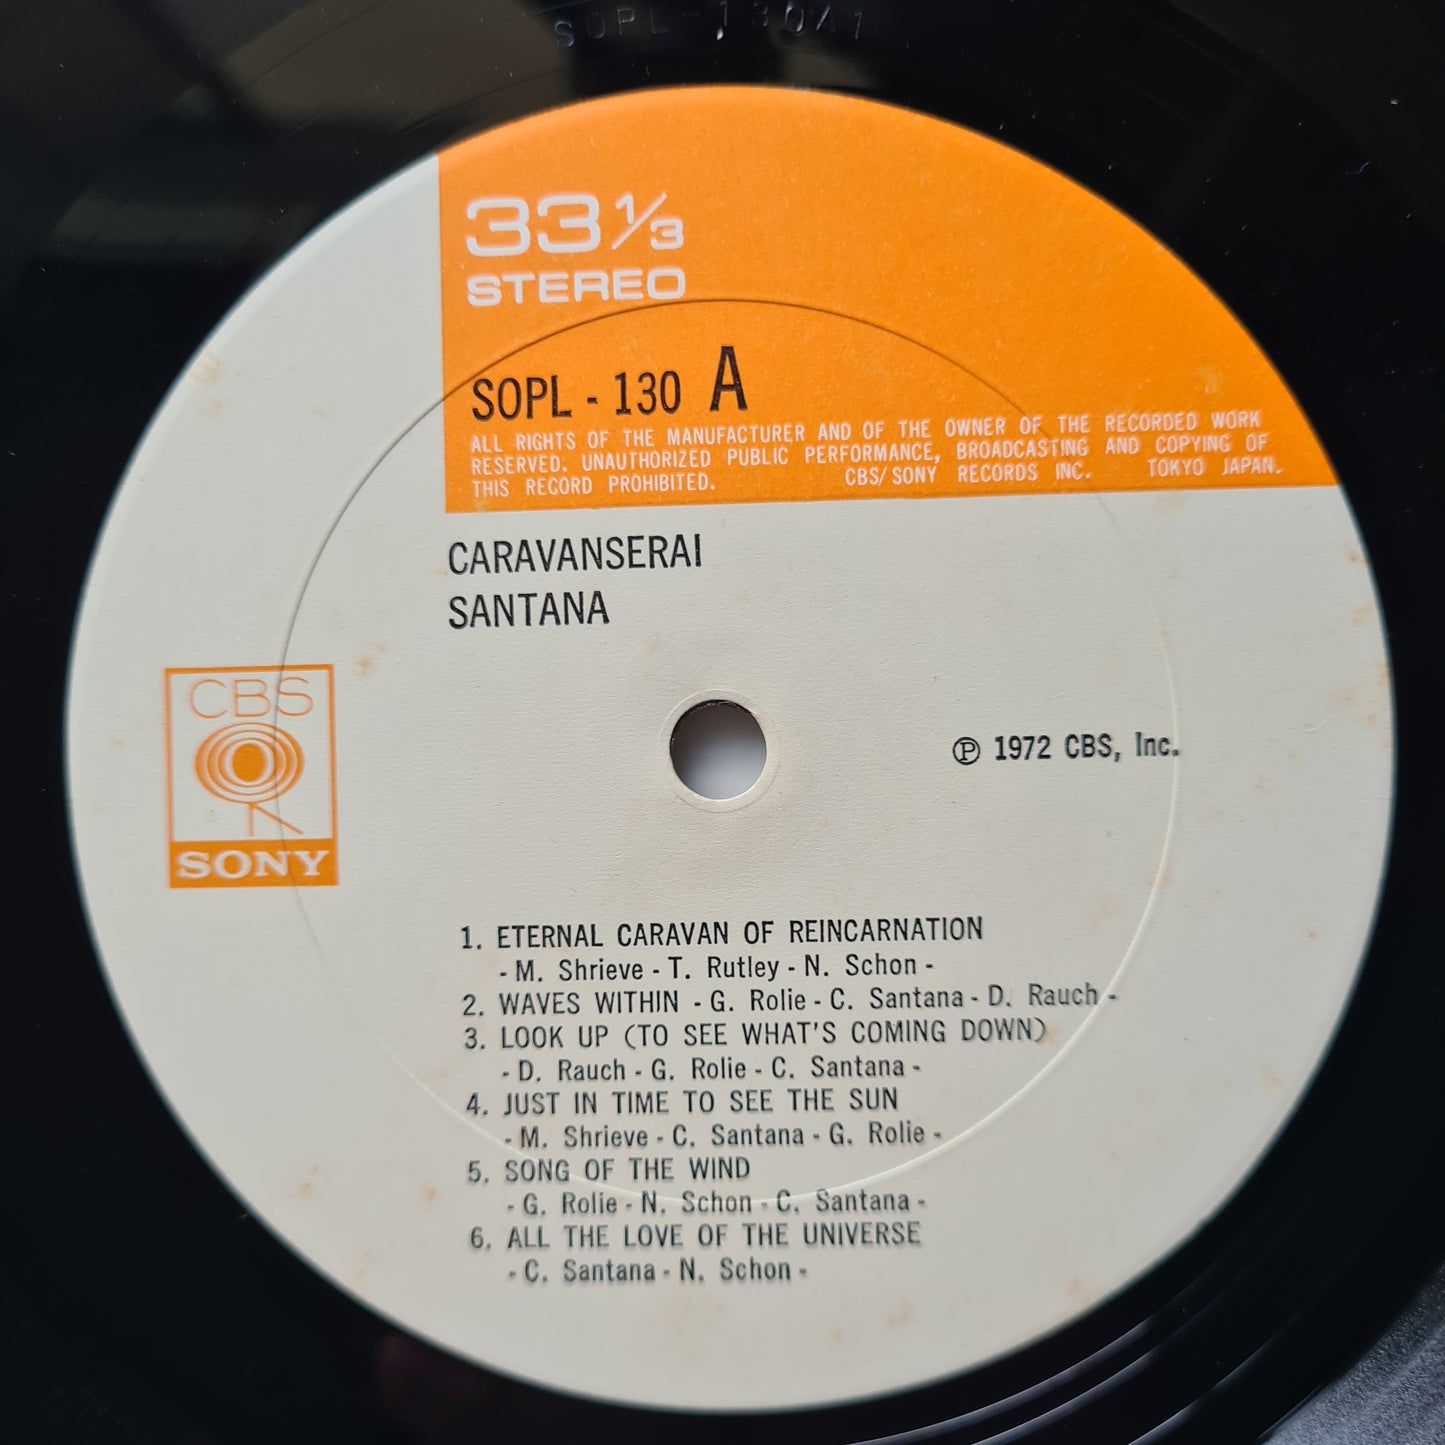 SOPL-130A1
33 1/3
STEREO
SOPL - 130 A
ALL RIGHTS OF THE MANUFACTURER AND OF THE OWNER OF THE RECORDED WORK
RESERVED. UNAUTHORIZED PUBLIC PERFORMANCE, BROADCASTING AND COPYING OF
THIS RECORD PROHIBITED. CBS/SONY RECORDS INC. TOKYO JAPAN.
CARAVANSERAI
SANTANA
CBS
SONY
℗ 1972 CBS, Inc.
1. ETERNAL CARAVAN OF REINCARNATION
- M. Shrieve - T. Rutley - N. Schon -
2. WAVES WITHIN - G. Rolie - C. Santana - D. Rauch -
3. LOOK UP (TO SEE WHAT'S COMING DOWN)
- D. Rauch - G. Rolie - C. Santana -
4. JUST IN TIME TO SEE THE SUN
- M. Shrieve - C. Santana - G. Rolie -
5. SONG OF THE WIND
- G. Rolie - N. Schon - C. Santana -
6. ALL THE LOVE OF THE UNIVERSE
- C. Santana - N. Schon -